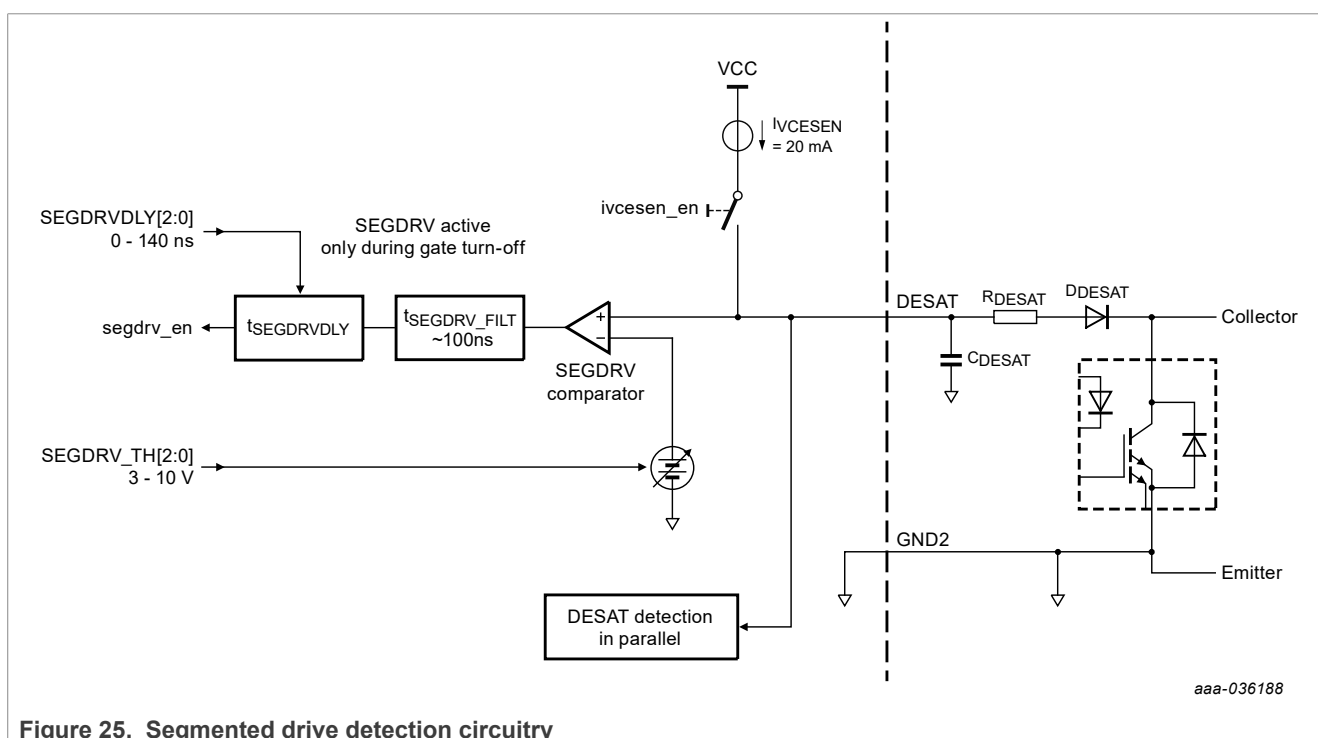 VCC
IVCESEN
= 20 mA
ivcesen_en
SEGDRVDLY[2:0]
0 - 140 ns
SEGDRV active
only during gate turn-off
DESAT
RDESAT
DDESAT
segdrv_en
tSEGDRVDLY
tSEGDRV_FILT
~100ns
+
−
Collector
SEGDRV
comparator
CDESAT
SEGDRV_TH[2:0]
3 - 10 V
GND2
Emitter
DESAT detection
in parallel
aaa-036188
Figure 25. Segmented drive detection circuitry